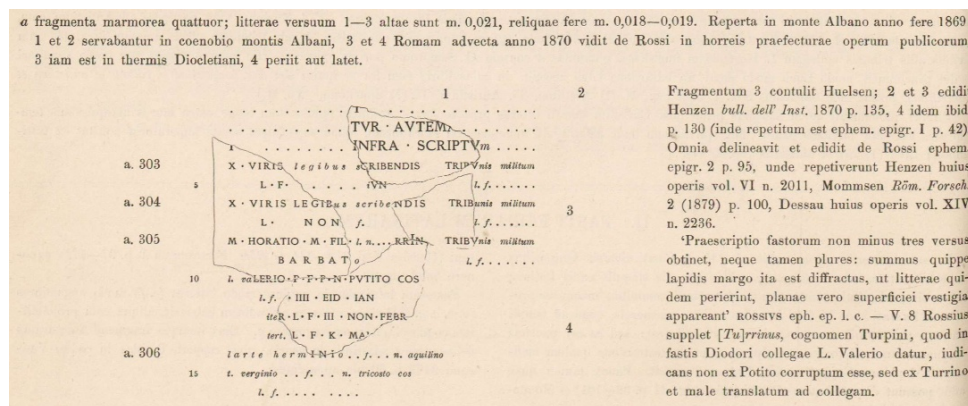 a fragmenta marmorea quattuor; litterae versuum 1—3 altae sunt m. 0,021, reliquae fere m. 0,018—0,019. Reperta in monte Albano anno fere 1869
1 et 2 servabantur in coenobio montis Albani, 3 et 4 Romam advecta anno 1870 vidit de Rossi in horreis praefecturae operum publicorum
3 iam est in thermis Diocletiani, 4 periit aut latet.
1 2
. . . . . . . . . . . I . . . . . . . . . . . . . . . .
. . . . . . . . . . . TVR · AVTEM . . . . . . . .
I . . . . . . . . . . INFRA · SCRIPTVm . . . . .
a. 303 X · VIRIS legibus sCRIBENDIS TRIBVnis militum
5 L · F · . . . . . iVN l. f. . . . . . . .
a. 304 X · VIRIS LEGIBus scribeNDIS TRIBunis militum 3
L · NON f. l. f. . . . . . . .
a. 305 M · HORATIO · M · FIL · l. n. . . . RRIN TRIBVnis militum
BARBATo l. f. . . . . . . .
10 l. vaLERIO · P · F · P · N · PVTITO COS
l. f. · IIII · EID · IAN
iteR · L · F · III · NON · FEBR
tert. L · F · K · MA 4
a. 306 larte herMINio . . f. . . n. aquilino
15 t. verginio . . f. . . n. tricosto cos
l. f. . . . . . . . .
Fragmentum 3 contulit Huelsen; 2 et 3 edidi
Henzen bull. dell' Inst. 1870 p. 135, 4 idem ibid
p. 130 (inde repetitum est ephem. epigr. I p. 42)
Omnia delineavit et edidit de Rossi ephem
epigr. 2 p. 95, unde repetiverunt Henzen huius
operis vol. VI n. 2011, Mommsen Röm. Forsch
2 (1879) p. 100, Dessau huius operis vol. XIV
n. 2236.
'Praescriptio fastorum non minus tres versus
obtinet, neque tamen plures: summus quippe
lapidis margo ita est diffractus, ut litterae qui-
dem perierint, planae vero superficiei vestigia
appareant' ROSSIVS eph. ep. l. c. — V. 8 Rossius
supplet [Tu]rrinus, cognomen Turpini, quod in
fastis Diodori collegae L. Valerio datur, iudi-
cans non ex Potito corruptum esse, sed ex Turrino
et male translatum ad collegam.